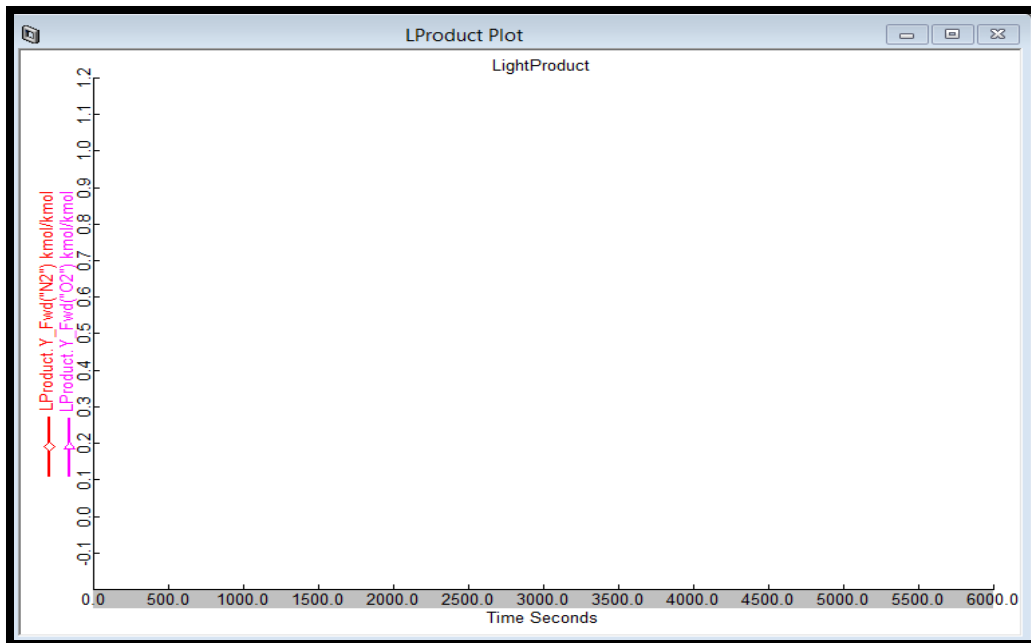 LProduct Plot
LightProduct
LProduct.Y_Fwd("N2") kmol/kmol
LProduct.Y_Fwd("O2") kmol/kmol
1.2
1.1
1.0
0.9
0.8
0.7
0.6
0.5
0.4
0.3
0.2
0.1
0.0
-0.1
0.0 500.0 1000.0 1500.0 2000.0 2500.0 3000.0 3500.0 4000.0 4500.0 5000.0 5500.0 6000.0
Time Seconds